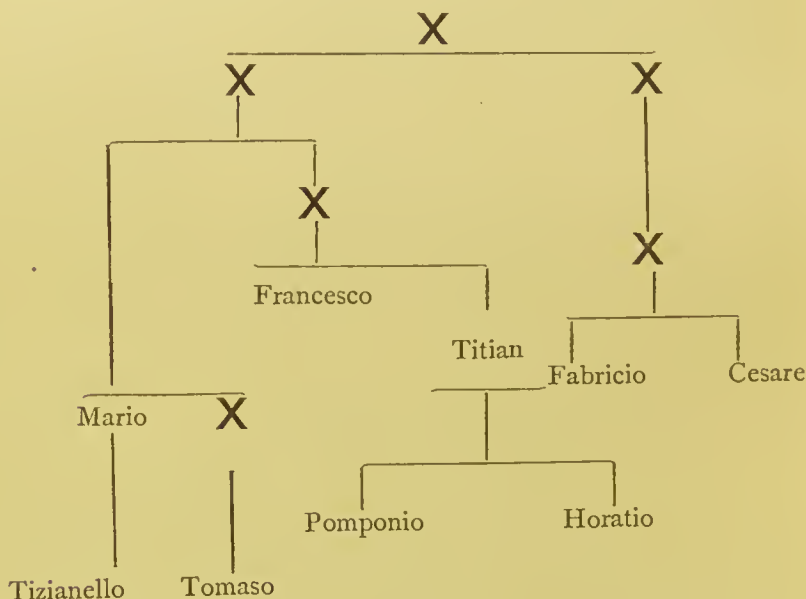 X
X X
X
X
Francesco
Titian
Fabricio Cesare
Mario X
Pomponio Horatio
Tizianello Tomaso